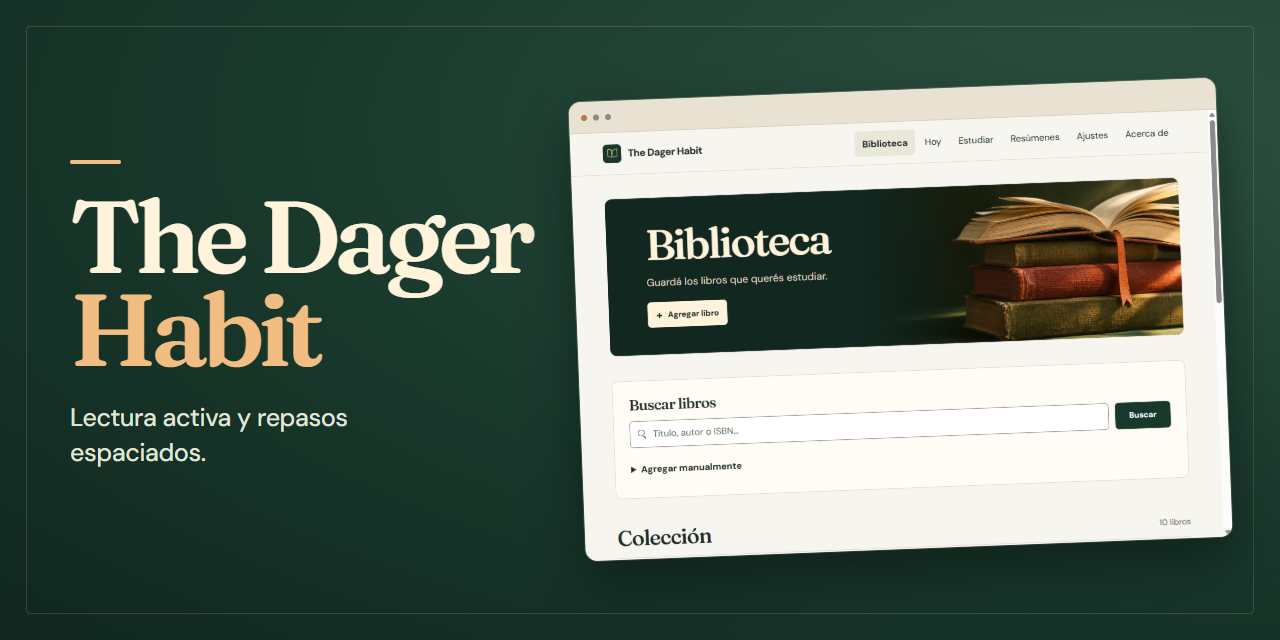 The Dager
Habit
Lectura activa y repasos
espaciados.
The Dager Habit
Biblioteca Hoy Estudiar Resúmenes Ajustes Acerca de
Biblioteca
Guardá los libros que querés estudiar.
+ Agregar libro
Buscar libros
Título, autor o ISBN…
Buscar
▶ Agregar manualmente
Colección
10 libros